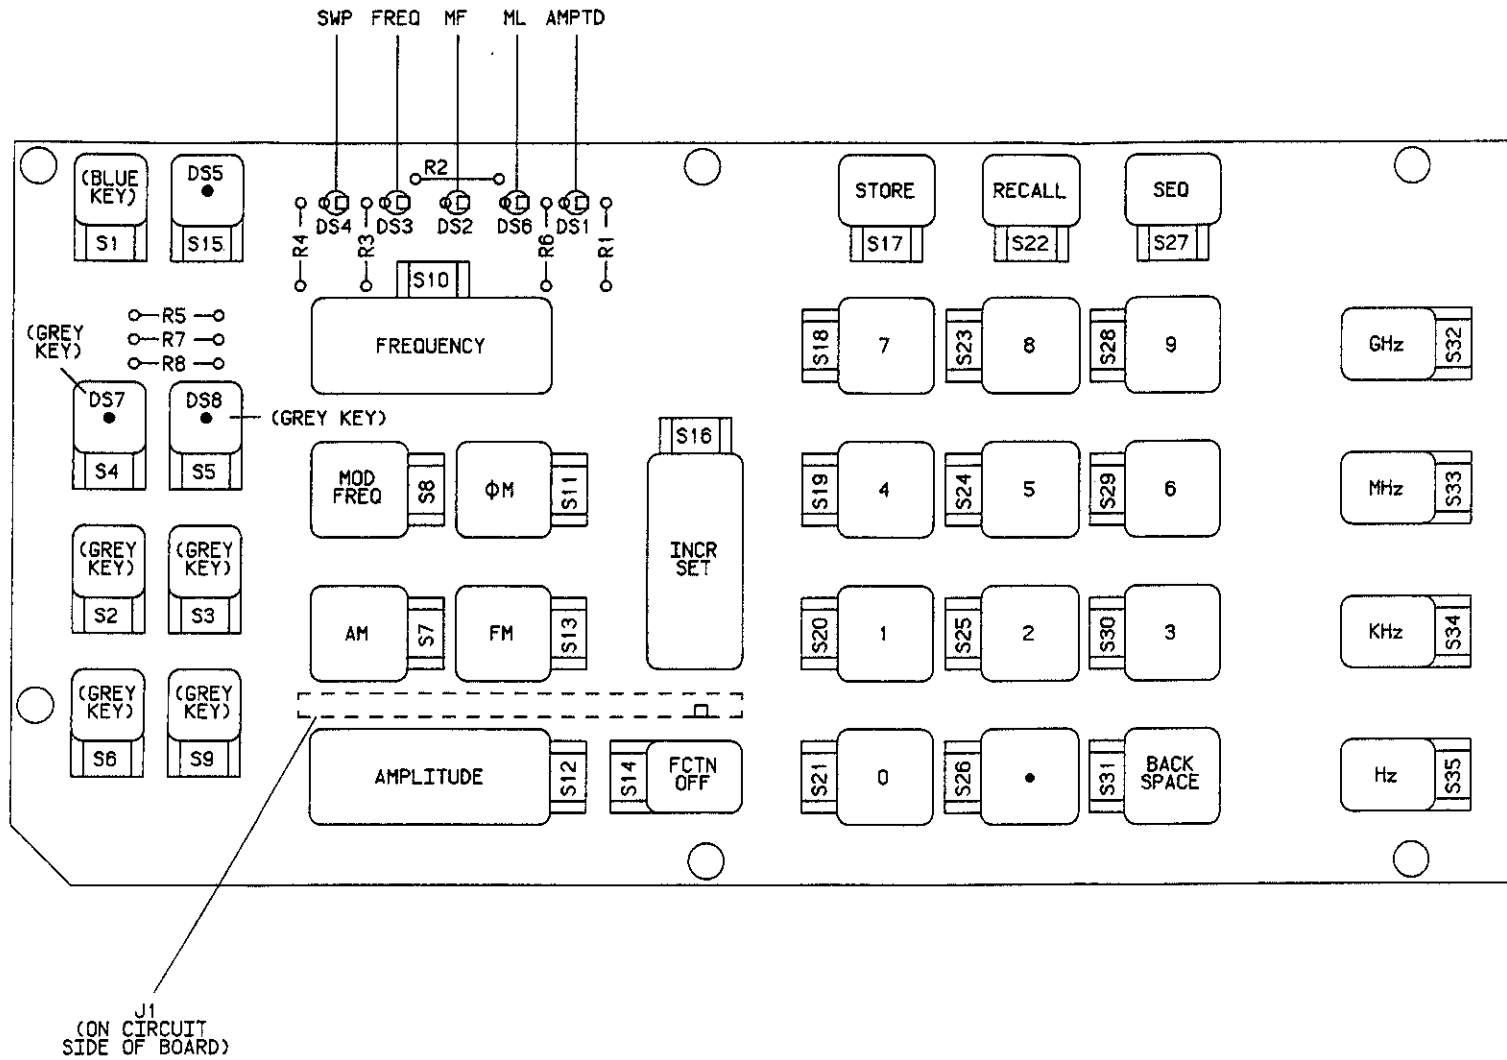 SWP FREQ MF ML AMPTD
(BLUE
KEY)
S1
DS5
S15
R2
DS4 DS3 DS2 DS6 DS1
R4
R3
R6
R1
S10
FREQUENCY
STORE
S17
RECALL
S22
SEQ
S27
R5
R7
R8
(GREY
KEY)
DS7
S4
DS8
S5
(GREY KEY)
S18
7
S23
8
S28
9
GHz
S32
MOD
FREQ
S8
ΦM
S11
S16
INCR
SET
S19
4
S24
5
S29
6
MHz
S33
(GREY
KEY)
S2
(GREY
KEY)
S3
AM
S7
FM
S13
S20
1
S25
2
S30
3
KHz
S34
(GREY
KEY)
S6
(GREY
KEY)
S9
AMPLITUDE
S12
S14
FCTN
OFF
S21
0
S26
•
S31
BACK
SPACE
Hz
S35
J1
(ON CIRCUIT
SIDE OF BOARD)